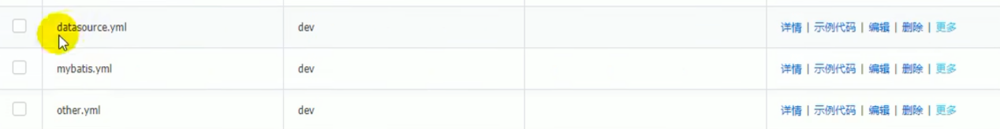 datasource.yml dev 详情 | 示例代码 | 编辑 | 删除 | 更多
mybatis.yml dev 详情 | 示例代码 | 编辑 | 删除 | 更多
other.yml dev 详情 | 示例代码 | 编辑 | 删除 | 更多